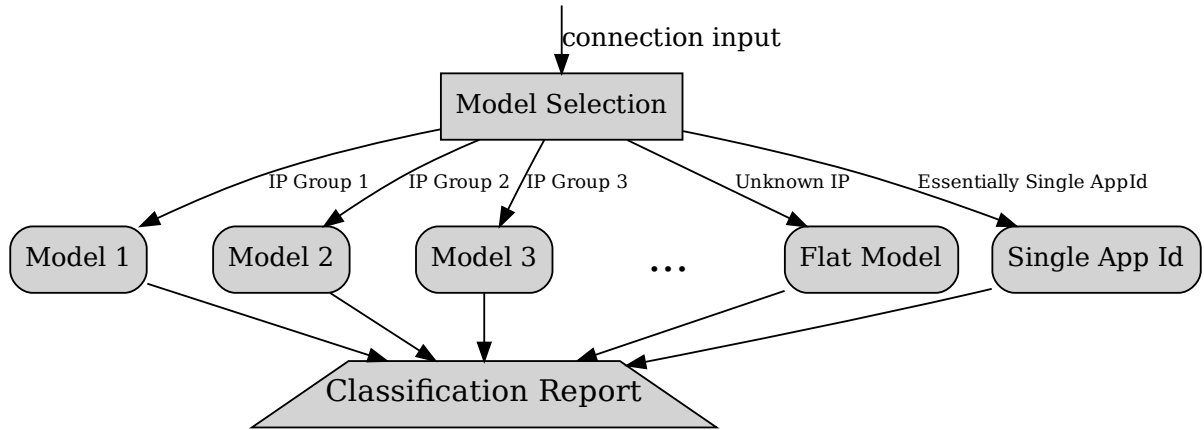 connection input
Model Selection
IP Group 1
IP Group 2
IP Group 3
Unknown IP
Essentially Single AppId
Model 1
Model 2
Model 3
...
Flat Model
Single App Id
Classification Report